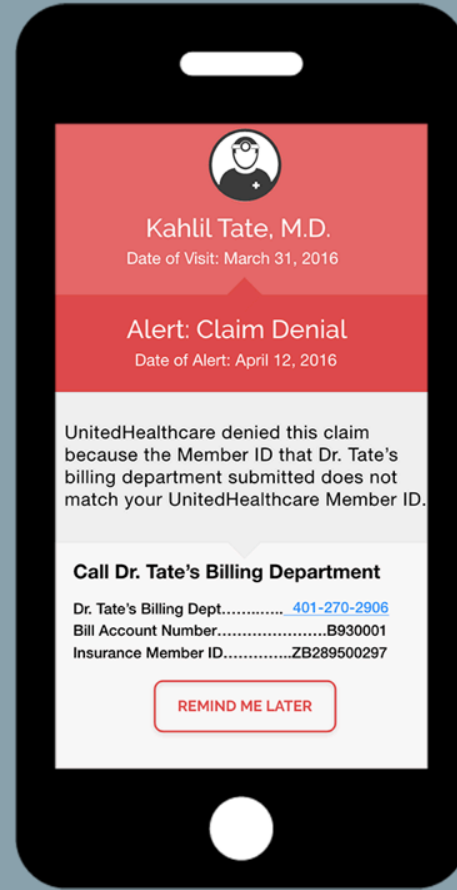 Kahlil Tate, M.D.
Date of Visit: March 31, 2016
Alert: Claim Denial
Date of Alert: April 12, 2016
UnitedHealthcare denied this claim
because the Member ID that Dr. Tate's
billing department submitted does not
match your UnitedHealthcare Member ID.
Call Dr. Tate's Billing Department
Dr. Tate's Billing Dept............. 401-270-2906
Bill Account Number......................B930001
Insurance Member ID.............ZB289500297
REMIND ME LATER